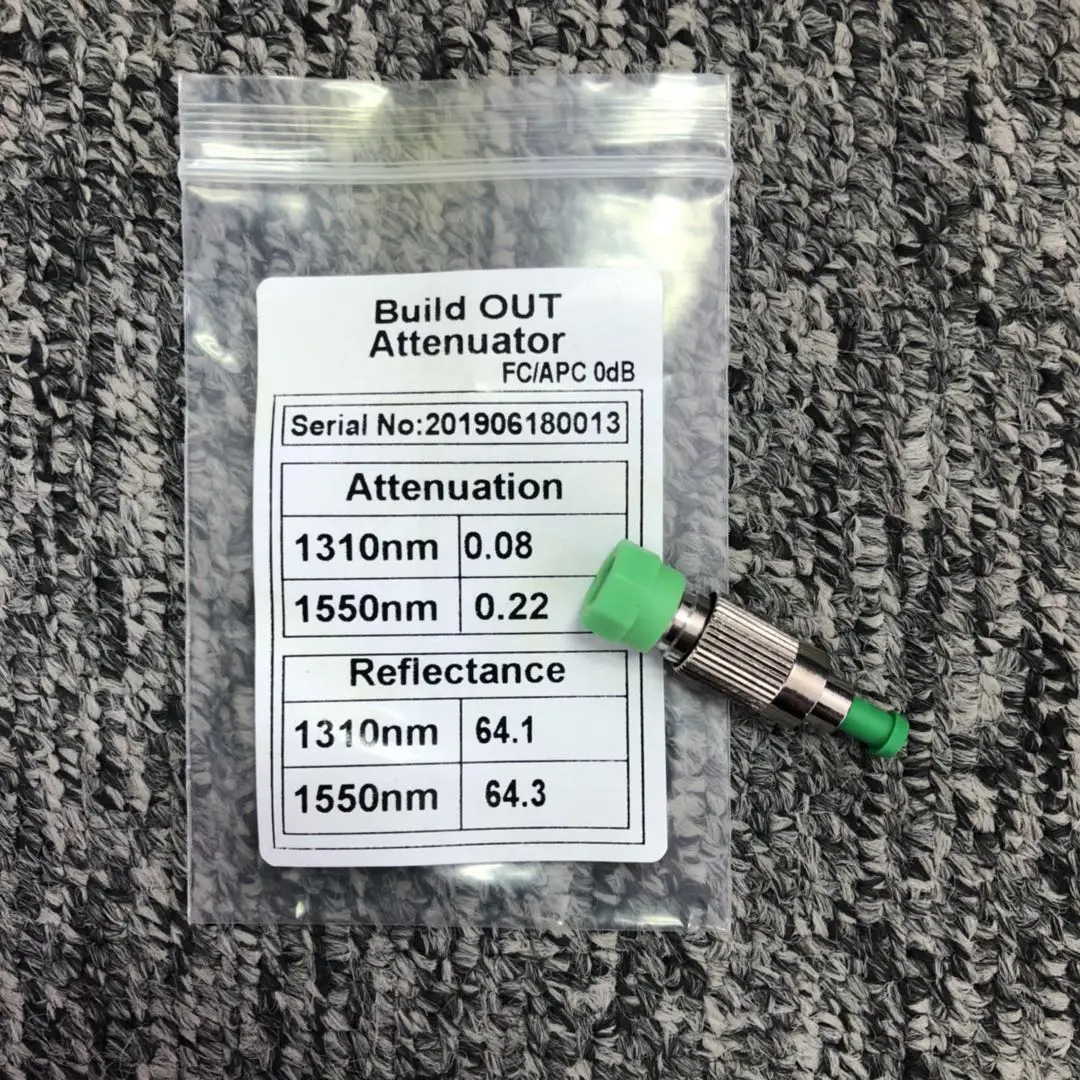 Build OUT
Attenuator
FC/APC 0dB
Serial No:201906180013
Attenuation
1310nm 0.08
1550nm 0.22
Reflectance
1310nm 64.1
1550nm 64.3